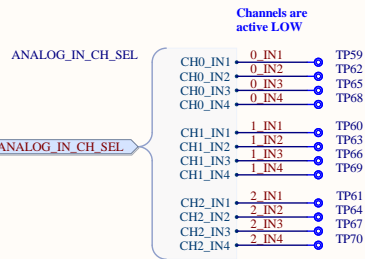 Channels are
active LOW
ANALOG_IN_CH_SEL
CH0_IN1 0_IN1 TP59
CH0_IN2 0_IN2 TP62
CH0_IN3 0_IN3 TP65
CH0_IN4 0_IN4 TP68
CH1_IN1 1_IN1 TP60
ANALOG_IN_CH_SEL CH1_IN2 1_IN2 TP63
CH1_IN3 1_IN3 TP66
CH1_IN4 1_IN4 TP69
CH2_IN1 2_IN1 TP61
CH2_IN2 2_IN2 TP64
CH2_IN3 2_IN3 TP67
CH2_IN4 2_IN4 TP70